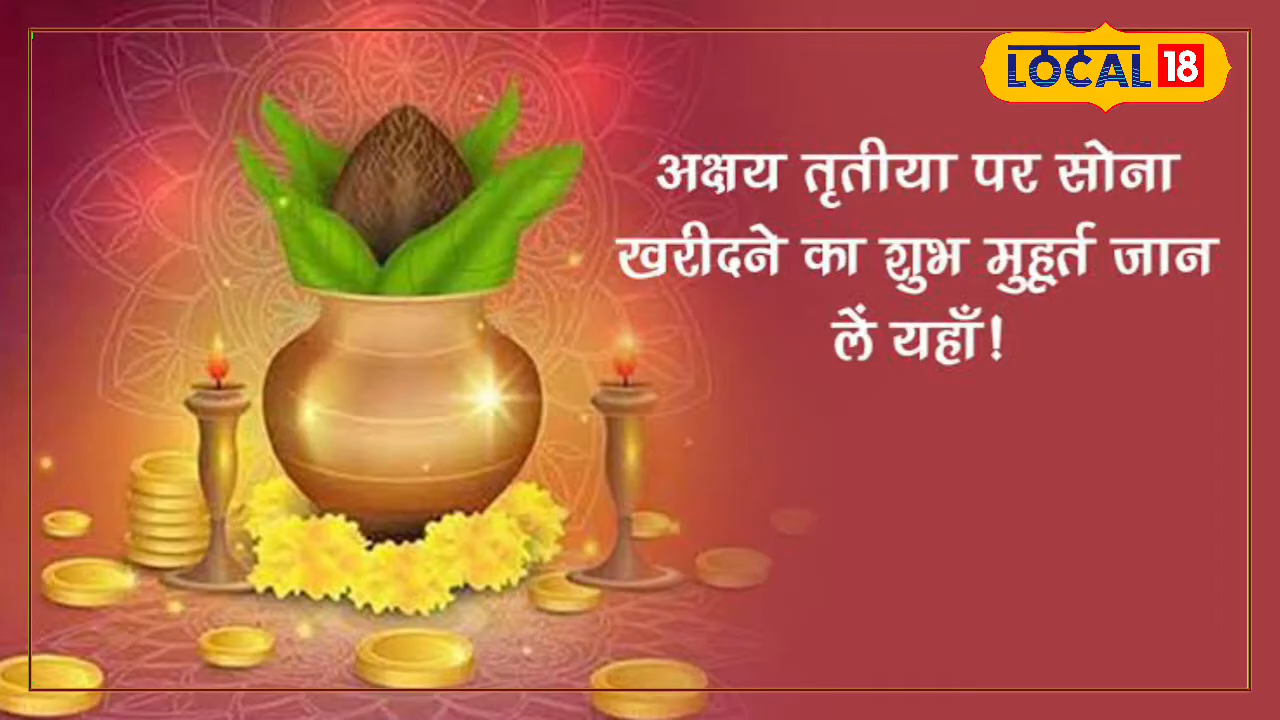 LOCAL 18
अक्षय तृतीया पर सोना
खरीदने का शुभ मुहूर्त जान
लें यहाँ!